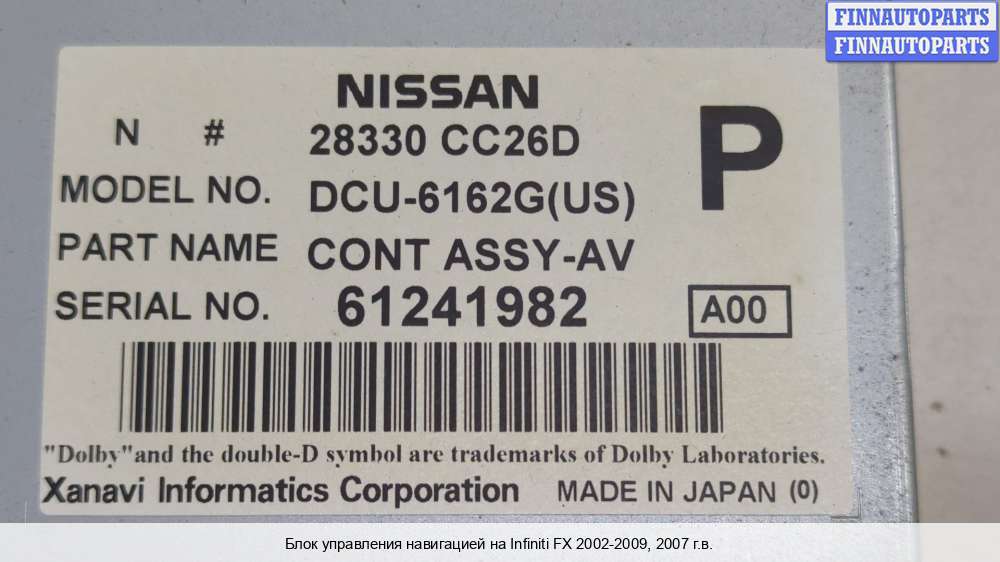 FINNAUTOPARTS
FINNAUTOPARTS
NISSAN
N # 28330 CC26D
P
MODEL NO. DCU-6162G(US)
PART NAME CONT ASSY-AV
SERIAL NO. 61241982
A00
"Dolby"and the double-D symbol are trademarks of Dolby Laboratories.
Xanavi Informatics Corporation MADE IN JAPAN (0)
Блок управления навигацией на Infiniti FX 2002-2009, 2007 г.в.